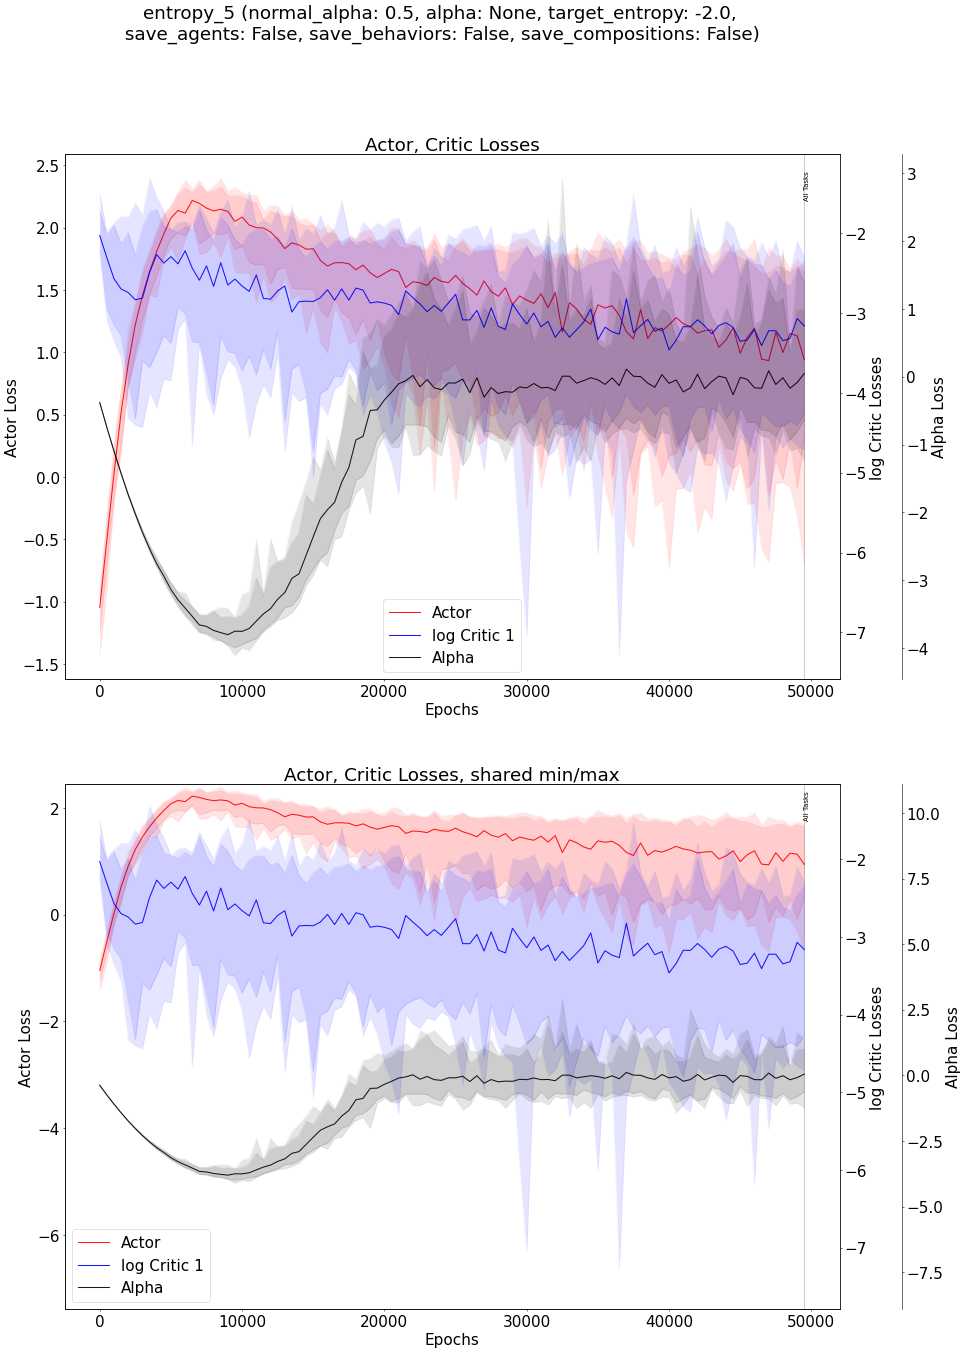 entropy_5 (normal_alpha: 0.5, alpha: None, target_entropy: -2.0,
save_agents: False, save_behaviors: False, save_compositions: False)
Actor, Critic Losses
2.5
2.0
1.5
1.0
0.5
0.0
−0.5
−1.0
−1.5
Actor Loss
All Tasks
−2
−3
−4
−5
−6
−7
log Critic Losses
3
2
1
0
−1
−2
−3
−4
Alpha Loss
Actor
log Critic 1
Alpha
0
10000
20000
30000
40000
50000
Epochs
Actor, Critic Losses, shared min/max
2
0
−2
−4
−6
Actor Loss
All Tasks
−2
−3
−4
−5
−6
−7
log Critic Losses
10.0
7.5
5.0
2.5
0.0
−2.5
−5.0
−7.5
Alpha Loss
Actor
log Critic 1
Alpha
0
10000
20000
30000
40000
50000
Epochs